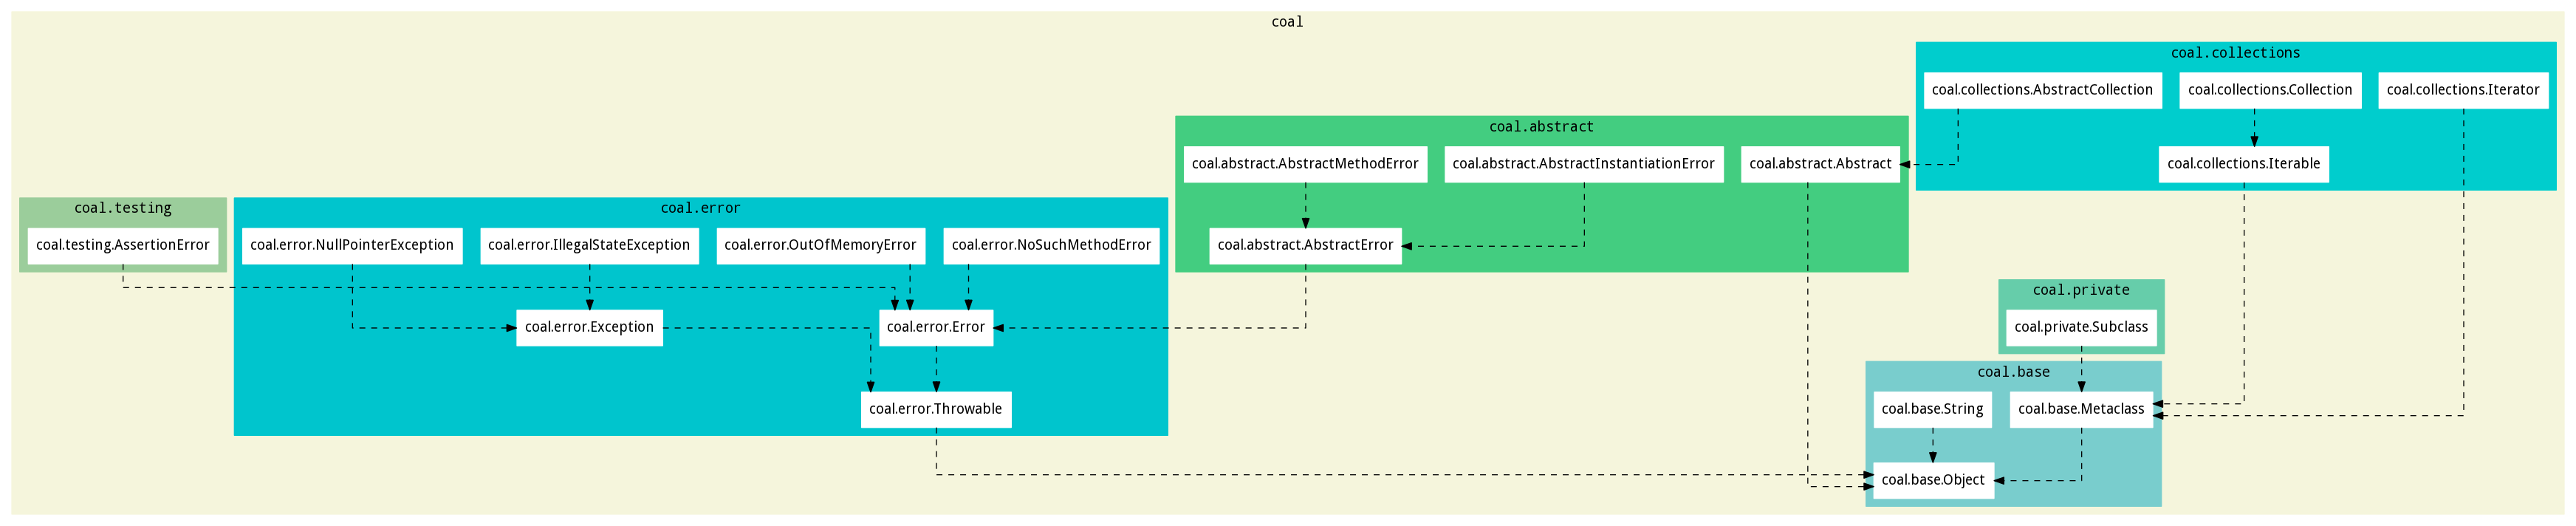 coal
coal.collections
coal.collections.AbstractCollection
coal.collections.Collection
coal.collections.Iterator
coal.collections.Iterable
coal.abstract
coal.abstract.AbstractMethodError
coal.abstract.AbstractInstantiationError
coal.abstract.Abstract
coal.abstract.AbstractError
coal.testing
coal.testing.AssertionError
coal.error
coal.error.NullPointerException
coal.error.IllegalStateException
coal.error.OutOfMemoryError
coal.error.NoSuchMethodError
coal.error.Exception
coal.error.Error
coal.error.Throwable
coal.private
coal.private.Subclass
coal.base
coal.base.String
coal.base.Metaclass
coal.base.Object